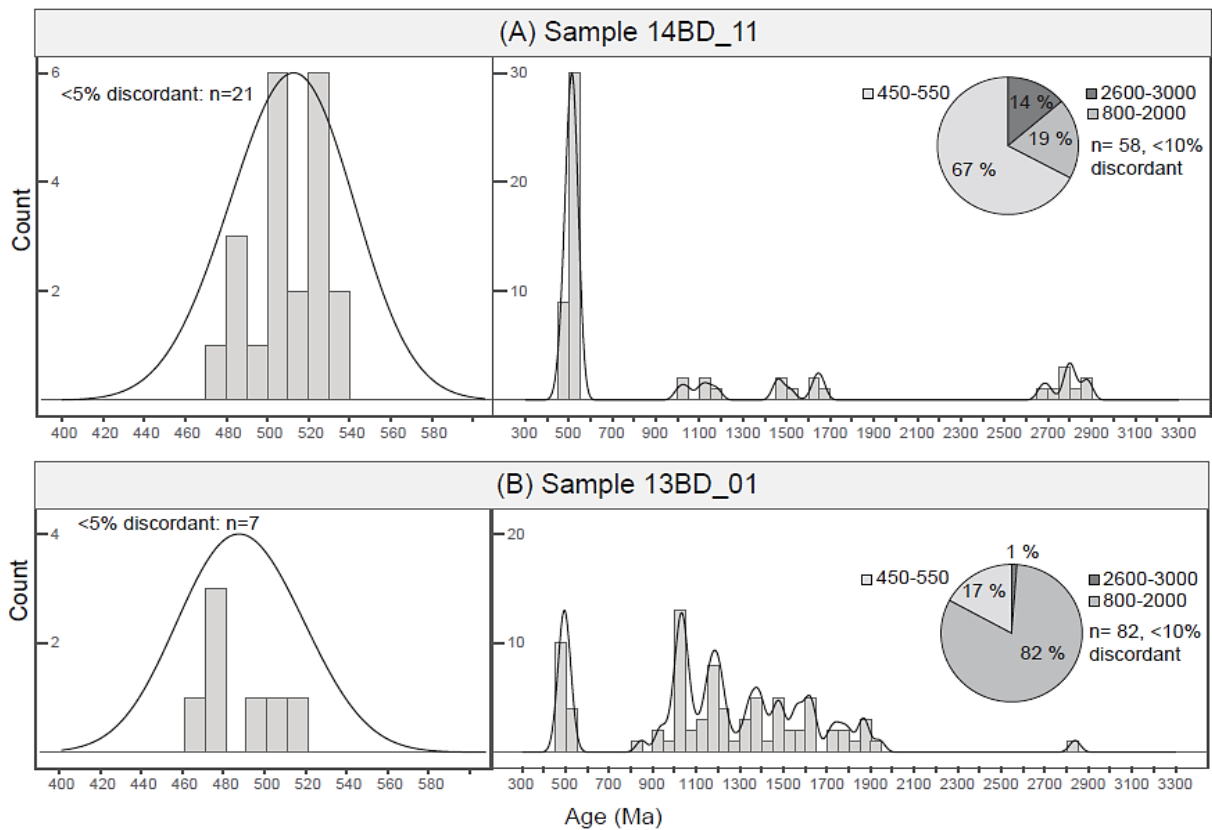 (A) Sample 14BD_11
6
4
2
Count
<5% discordant: n=21
400 420 440 460 480 500 520 540 560 580
30
20
10
450-550
2600-3000
800-2000
14 %
19 %
67 %
n= 58, <10%
discordant
300 500 700 900 1100 1300 1500 1700 1900 2100 2300 2500 2700 2900 3100 3300
(B) Sample 13BD_01
4
2
Count
<5% discordant: n=7
400 420 440 460 480 500 520 540 560 580
20
10
450-550
1 %
2600-3000
800-2000
17 %
82 %
n= 82, <10%
discordant
300 500 700 900 1100 1300 1500 1700 1900 2100 2300 2500 2700 2900 3100 3300
Age (Ma)